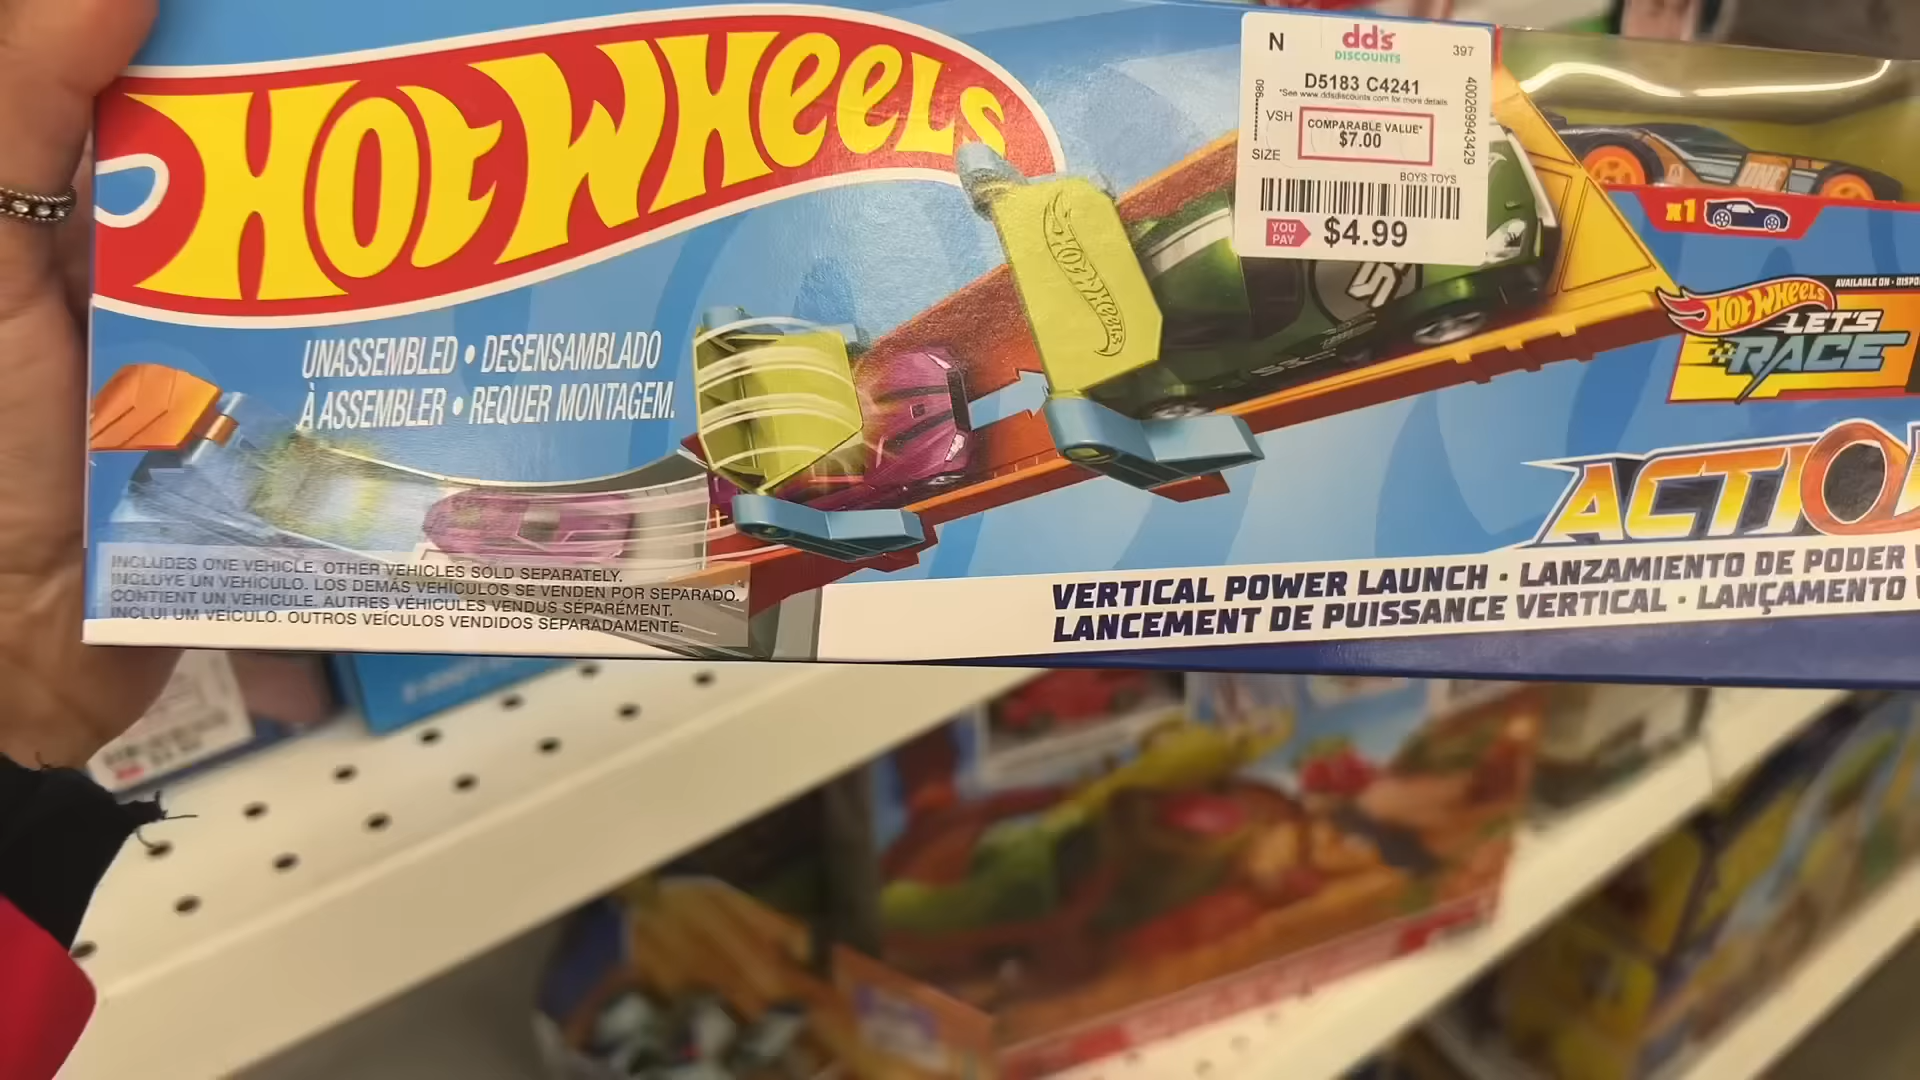 HOT WHEELS
N
dd's
DISCOUNTS
397
D5183 C4241
*See www.ddsdiscounts.com for more details
VSH
COMPARABLE VALUE*
$7.00
SIZE
BOYS TOYS
YOU PAY $4.99
400269943429
x1
HOT WHEELS
AVAILABLE ON
LET'S
RACE
HOT WHEELS
UNASSEMBLED • DESENSAMBLADO
À ASSEMBLER • REQUER MONTAGEM.
INCLUDES ONE VEHICLE. OTHER VEHICLES SOLD SEPARATELY.
INCLUYE UN VEHÍCULO. LOS DEMÁS VEHÍCULOS SE VENDEN POR SEPARADO.
CONTIENT UN VÉHICULE. AUTRES VÉHICULES VENDUS SÉPARÉMENT.
INCLUI UM VEÍCULO. OUTROS VEÍCULOS VENDIDOS SEPARADAMENTE.
VERTICAL POWER LAUNCH • LANZAMIENTO DE PODER
LANCEMENT DE PUISSANCE VERTICAL • LANÇAMENTO